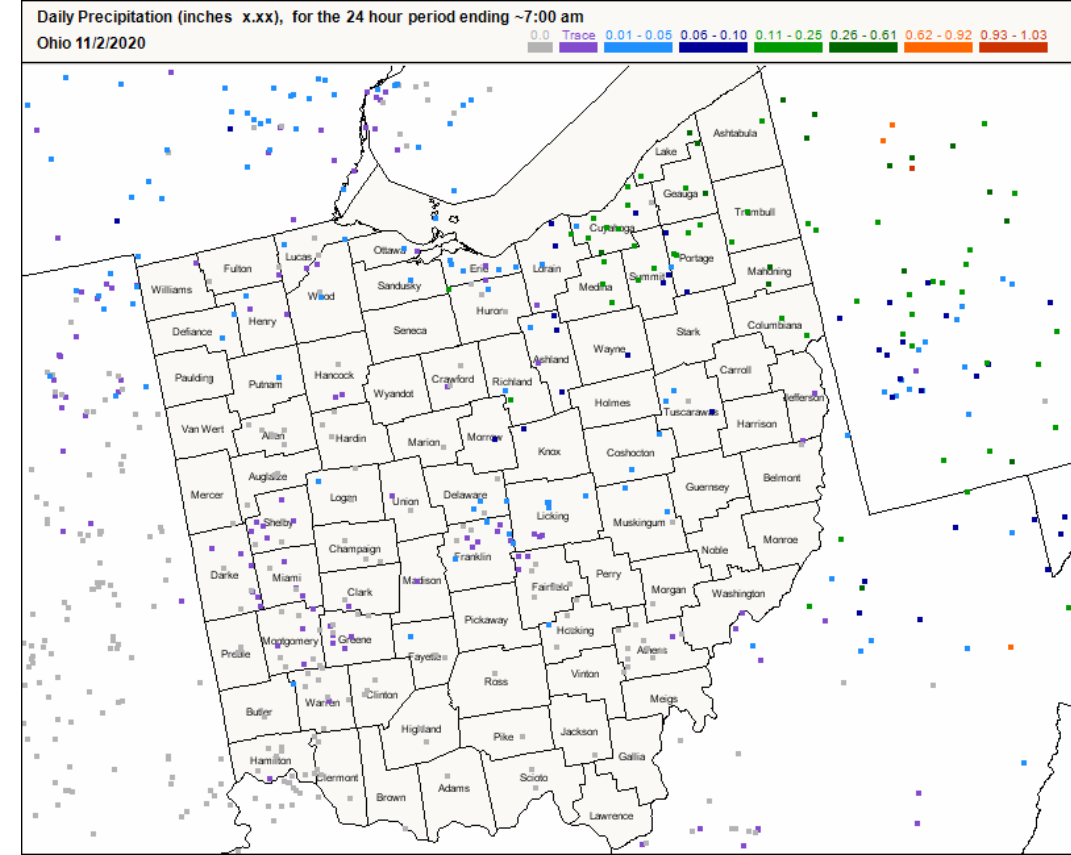 Daily Precipitation (inches x.xx), for the 24 hour period ending ~7:00 am
Ohio 11/2/2020
0.0 Trace 0.01 - 0.05 0.06 - 0.10 0.11 - 0.25 0.26 - 0.61 0.62 - 0.92 0.93 - 1.03
Ashtabula
Lake
Geauga
Trumbull
Cuyahoga
Ottawa
Lucas
Fulton
Williams
Erie
Lorain
Portage
Summit
Mahoning
Sandusky
Medina
Wood
Huron
Henry
Defiance
Seneca
Stark
Columbiana
Wayne
Ashland
Carroll
Hancock
Paulding
Putnam
Crawford
Richland
Wyandot
Jefferson
Holmes
Tuscarawas
Harrison
Van Wert
Allen
Hardin
Marion
Morrow
Knox
Coshocton
Auglaize
Belmont
Guernsey
Mercer
Logan
Union
Delaware
Licking
Muskingum
Shelby
Monroe
Noble
Champaign
Franklin
Darke
Miami
Madison
Perry
Fairfield
Morgan
Washington
Clark
Pickaway
Hocking
Montgomery
Greene
Athens
Preble
Fayette
Vinton
Ross
Clinton
Meigs
Warren
Butler
Highland
Pike
Jackson
Gallia
Hamilton
Clermont
Scioto
Adams
Brown
Lawrence